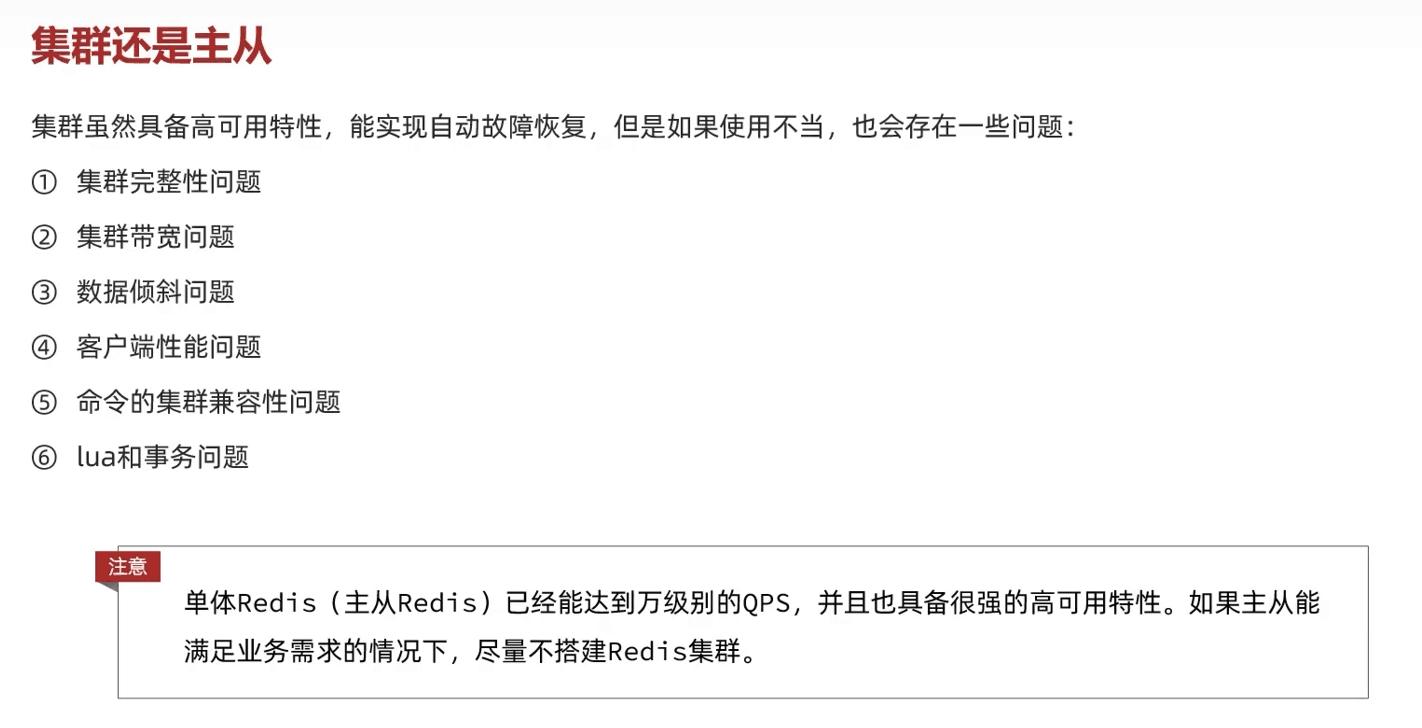 集群还是主从
集群虽然具备高可用特性，能实现自动故障恢复，但是如果使用不当，也会存在一些问题：
① 集群完整性问题
② 集群带宽问题
③ 数据倾斜问题
④ 客户端性能问题
⑤ 命令的集群兼容性问题
⑥ lua和事务问题
注意
单体Redis（主从Redis）已经能达到万级别的QPS，并且也具备很强的高可用特性。如果主从能
满足业务需求的情况下，尽量不搭建Redis集群。